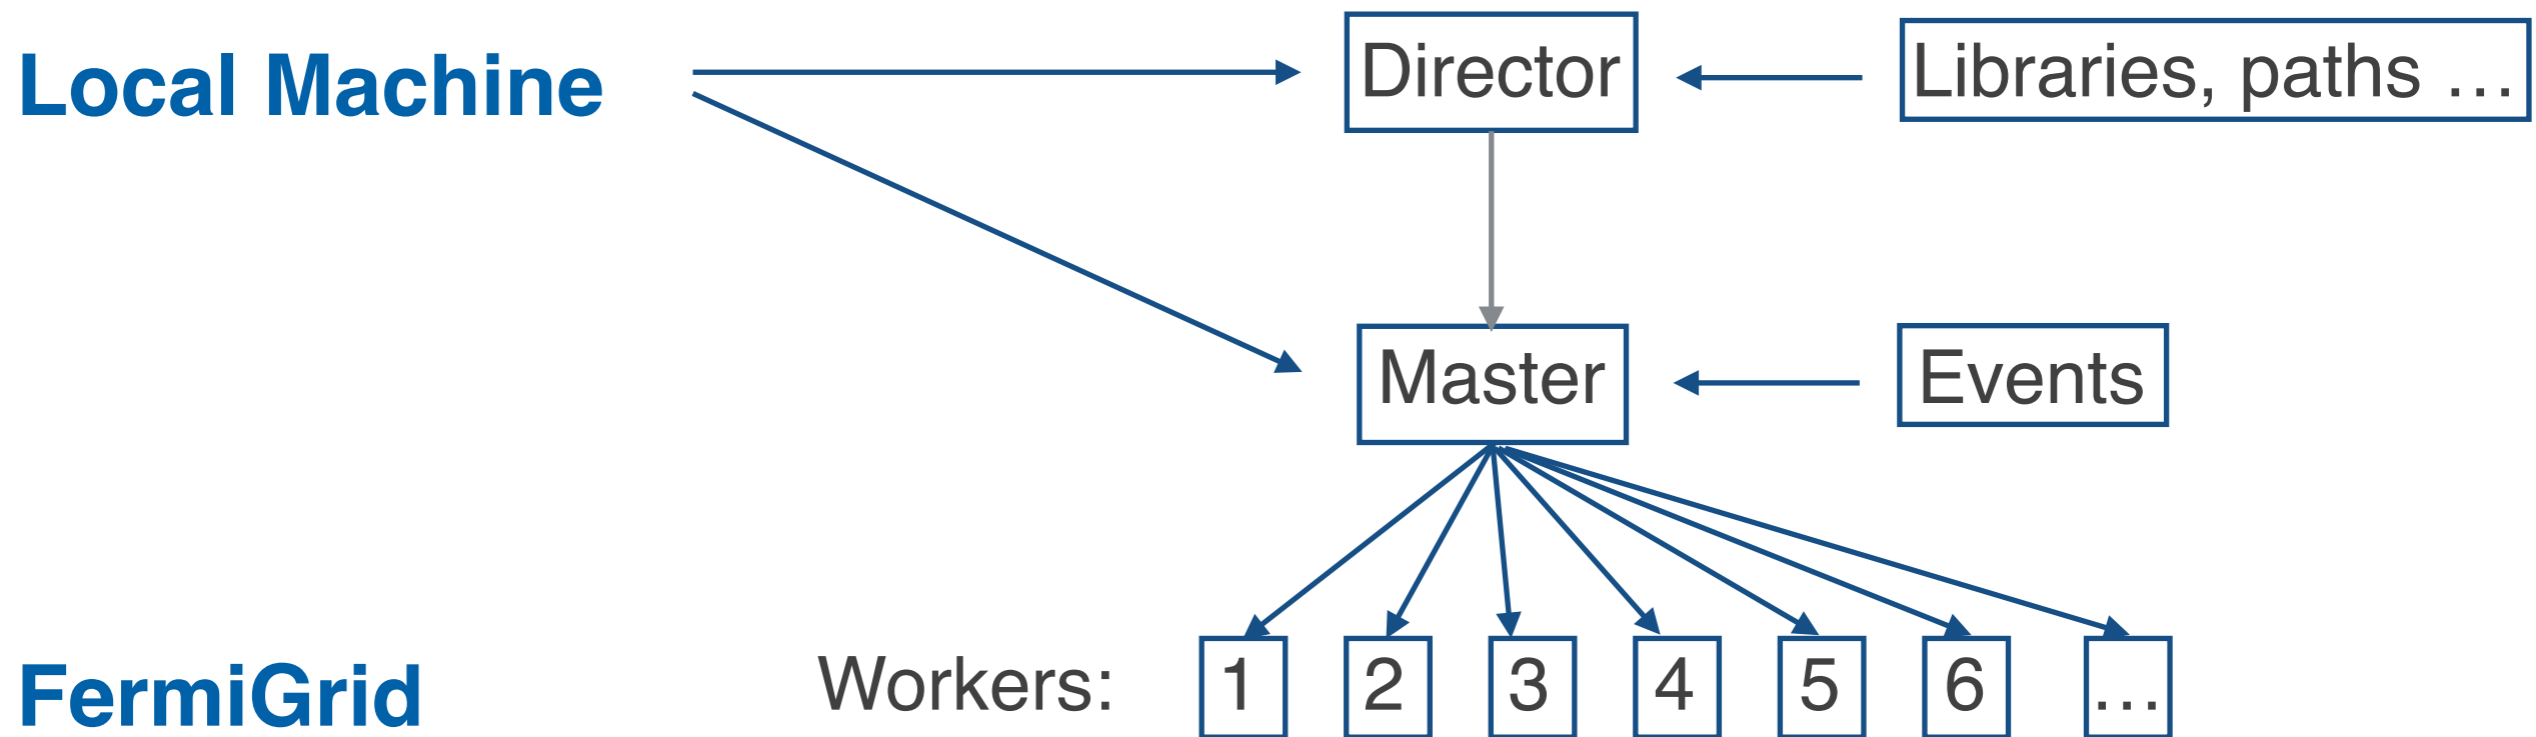 Local Machine
Director
Libraries, paths …
Master
Events
FermiGrid
Workers:
1
2
3
4
5
6
…